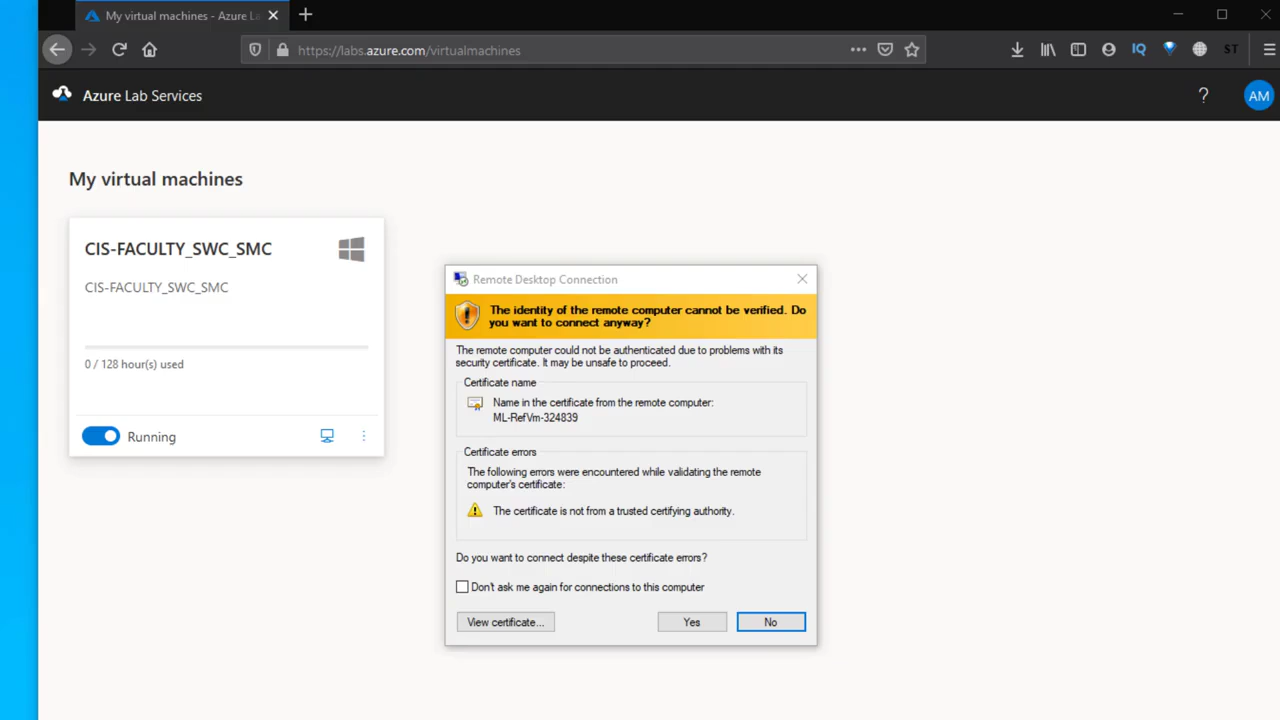 My virtual machines - Azure La
https://labs.azure.com/virtualmachines
IQ
ST
Azure Lab Services
?
AM
My virtual machines
CIS-FACULTY_SWC_SMC
CIS-FACULTY_SWC_SMC
0 / 128 hour(s) used
Running
Remote Desktop Connection
The identity of the remote computer cannot be verified. Do
you want to connect anyway?
The remote computer could not be authenticated due to problems with its
security certificate. It may be unsafe to proceed.
Certificate name
Name in the certificate from the remote computer:
ML-RefVm-324839
Certificate errors
The following errors were encountered while validating the remote
computer's certificate:
The certificate is not from a trusted certifying authority.
Do you want to connect despite these certificate errors?
Don't ask me again for connections to this computer
View certificate...
Yes
No